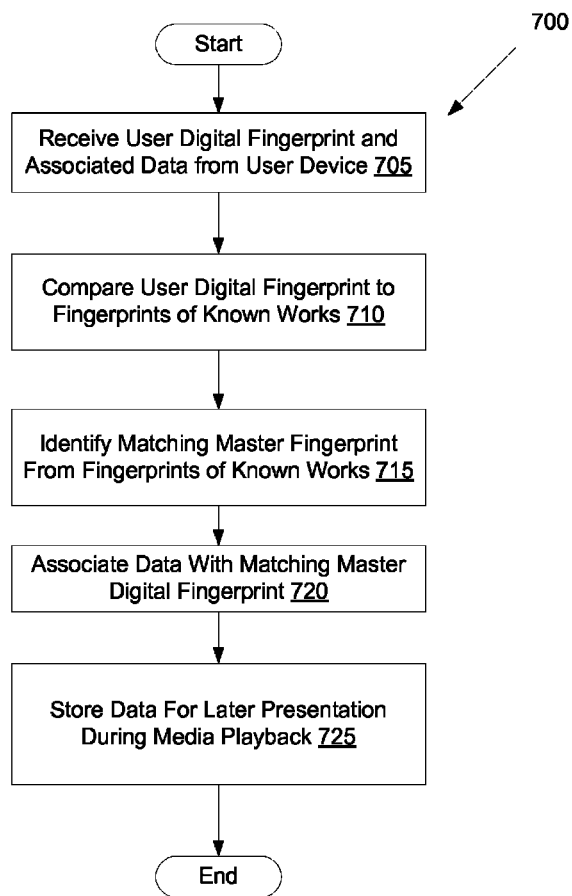 700
Start
Receive User Digital Fingerprint and
Associated Data from User Device 705
Compare User Digital Fingerprint to
Fingerprints of Known Works 710
Identify Matching Master Fingerprint
From Fingerprints of Known Works 715
Associate Data With Matching Master
Digital Fingerprint 720
Store Data For Later Presentation
During Media Playback 725
End